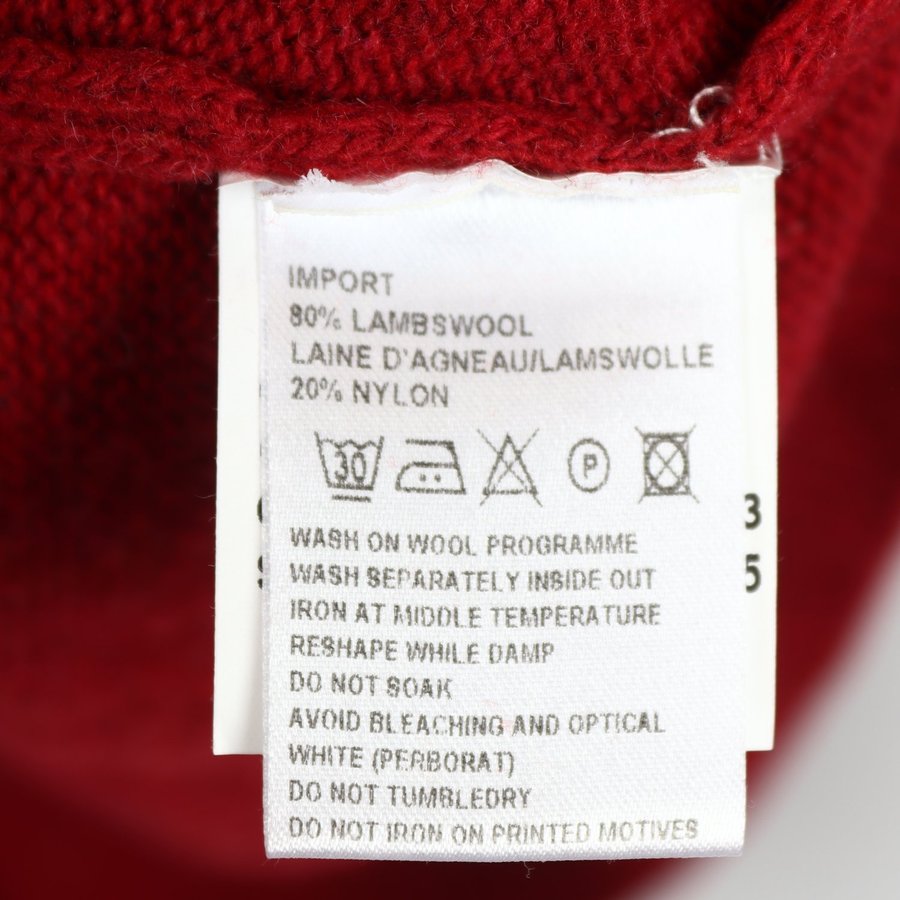 IMPORT
80% LAMBSWOOL
LAINE D'AGNEAU/LAMSWOLLE
20% NYLON
30 P
3
WASH ON WOOL PROGRAMME
WASH SEPARATELY INSIDE OUT
5
IRON AT MIDDLE TEMPERATURE
RESHAPE WHILE DAMP
DO NOT SOAK
AVOID BLEACHING AND OPTICAL
WHITE (PERBORAT)
DO NOT TUMBLEDRY
DO NOT IRON ON PRINTED MOTIVES